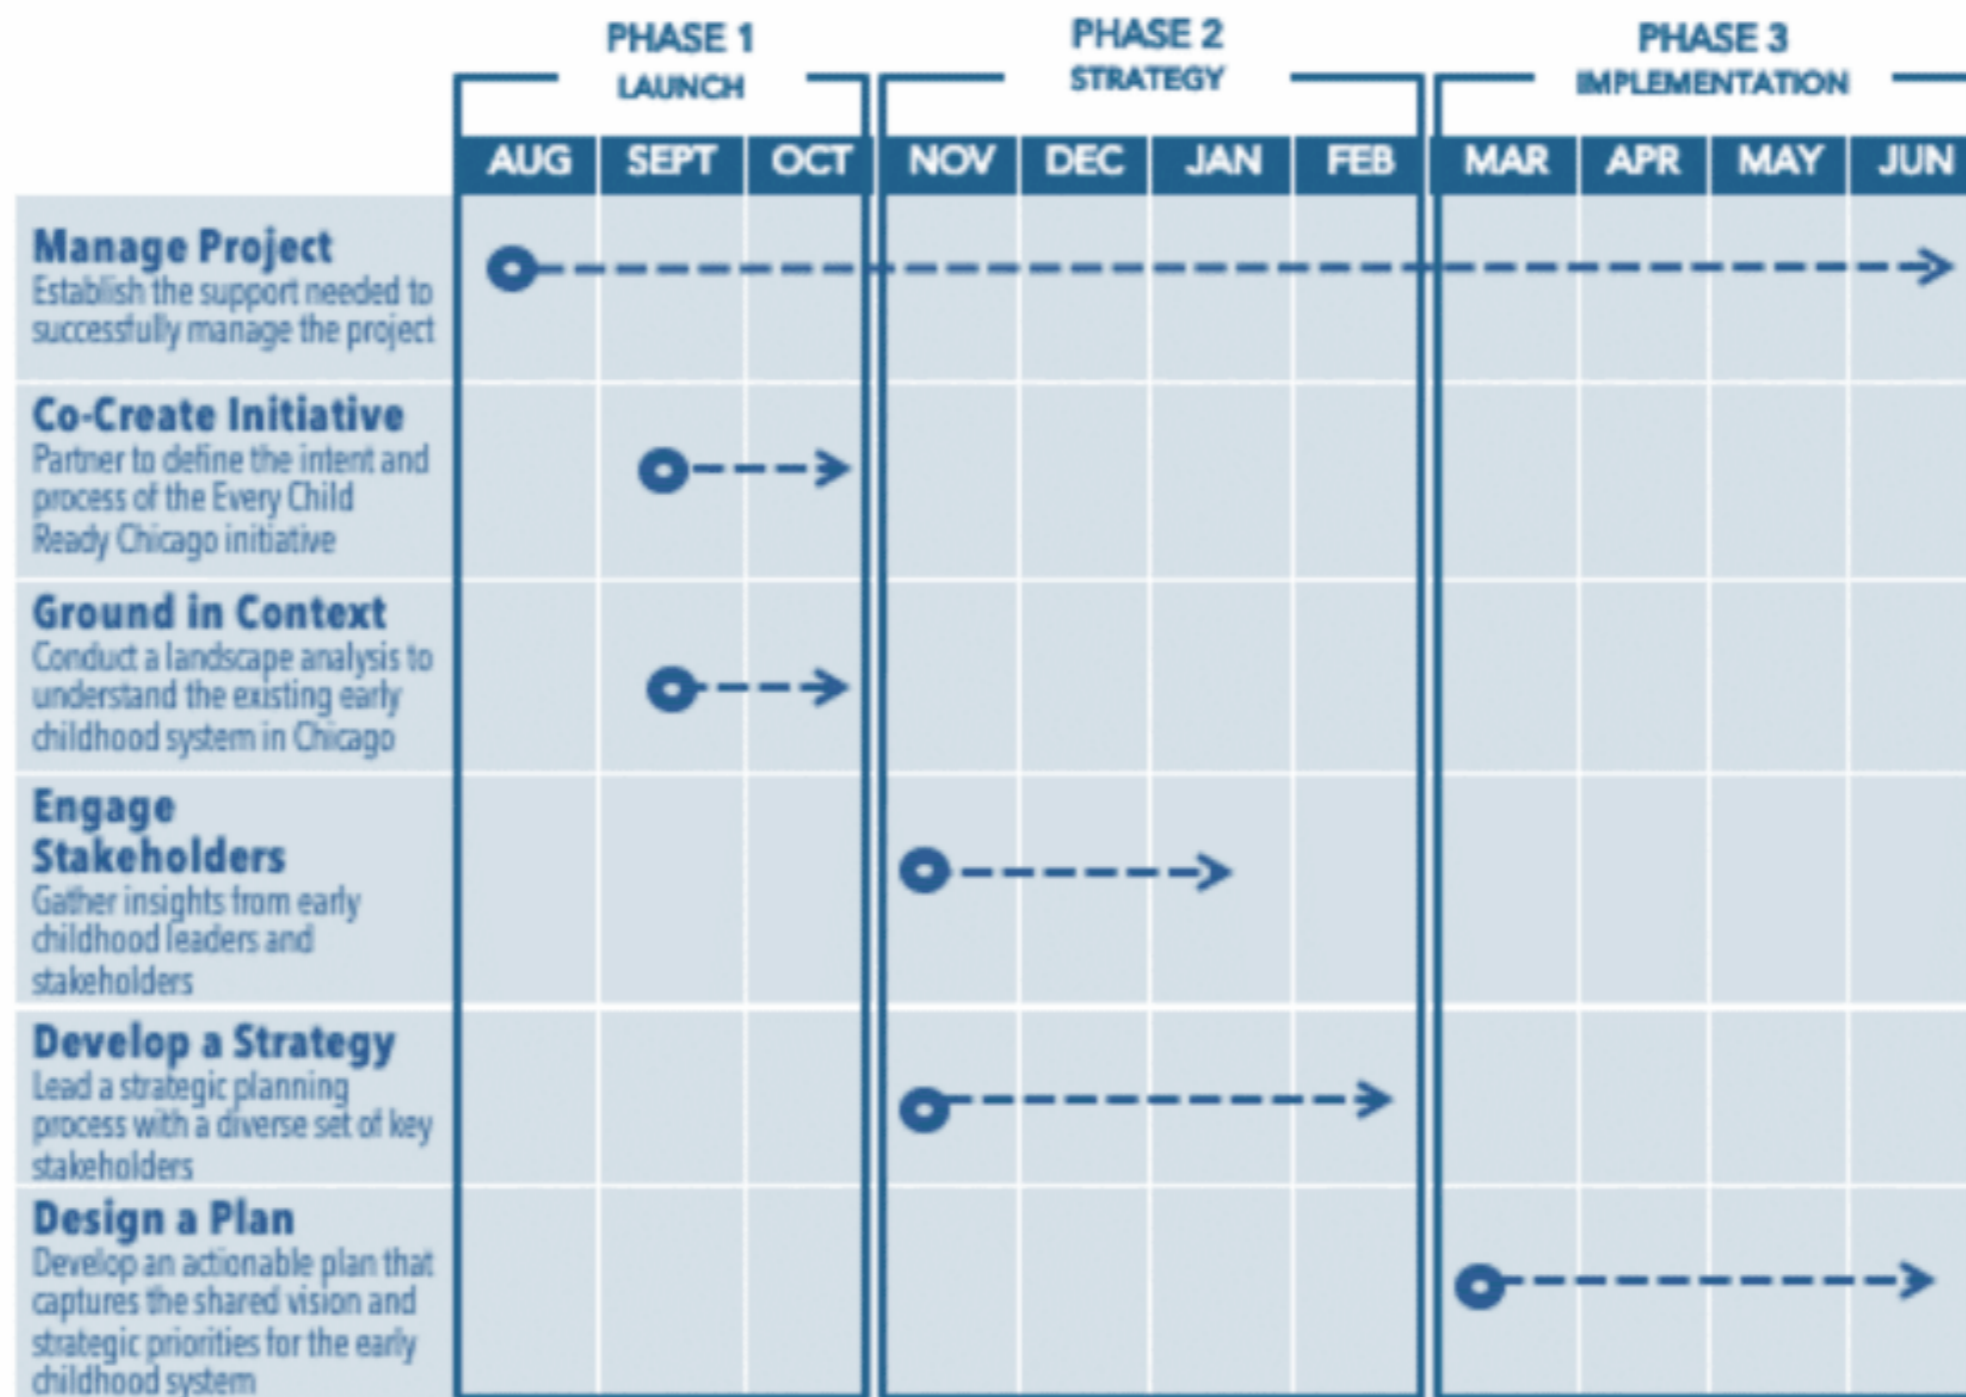 PHASE 1
LAUNCH
PHASE 2
STRATEGY
PHASE 3
IMPLEMENTATION
AUG SEPT OCT NOV DEC JAN FEB MAR APR MAY JUN
Manage Project
Establish the support needed to
successfully manage the project
Co-Create Initiative
Partner to define the intent and
process of the Every Child
Ready Chicago initiative
Ground in Context
Conduct a landscape analysis to
understand the existing early
childhood system in Chicago
Engage
Stakeholders
Gather insights from early
childhood leaders and
stakeholders
Develop a Strategy
Lead a strategic planning
process with a diverse set of key
stakeholders
Design a Plan
Develop an actionable plan that
captures the shared vision and
strategic priorities for the early
childhood system